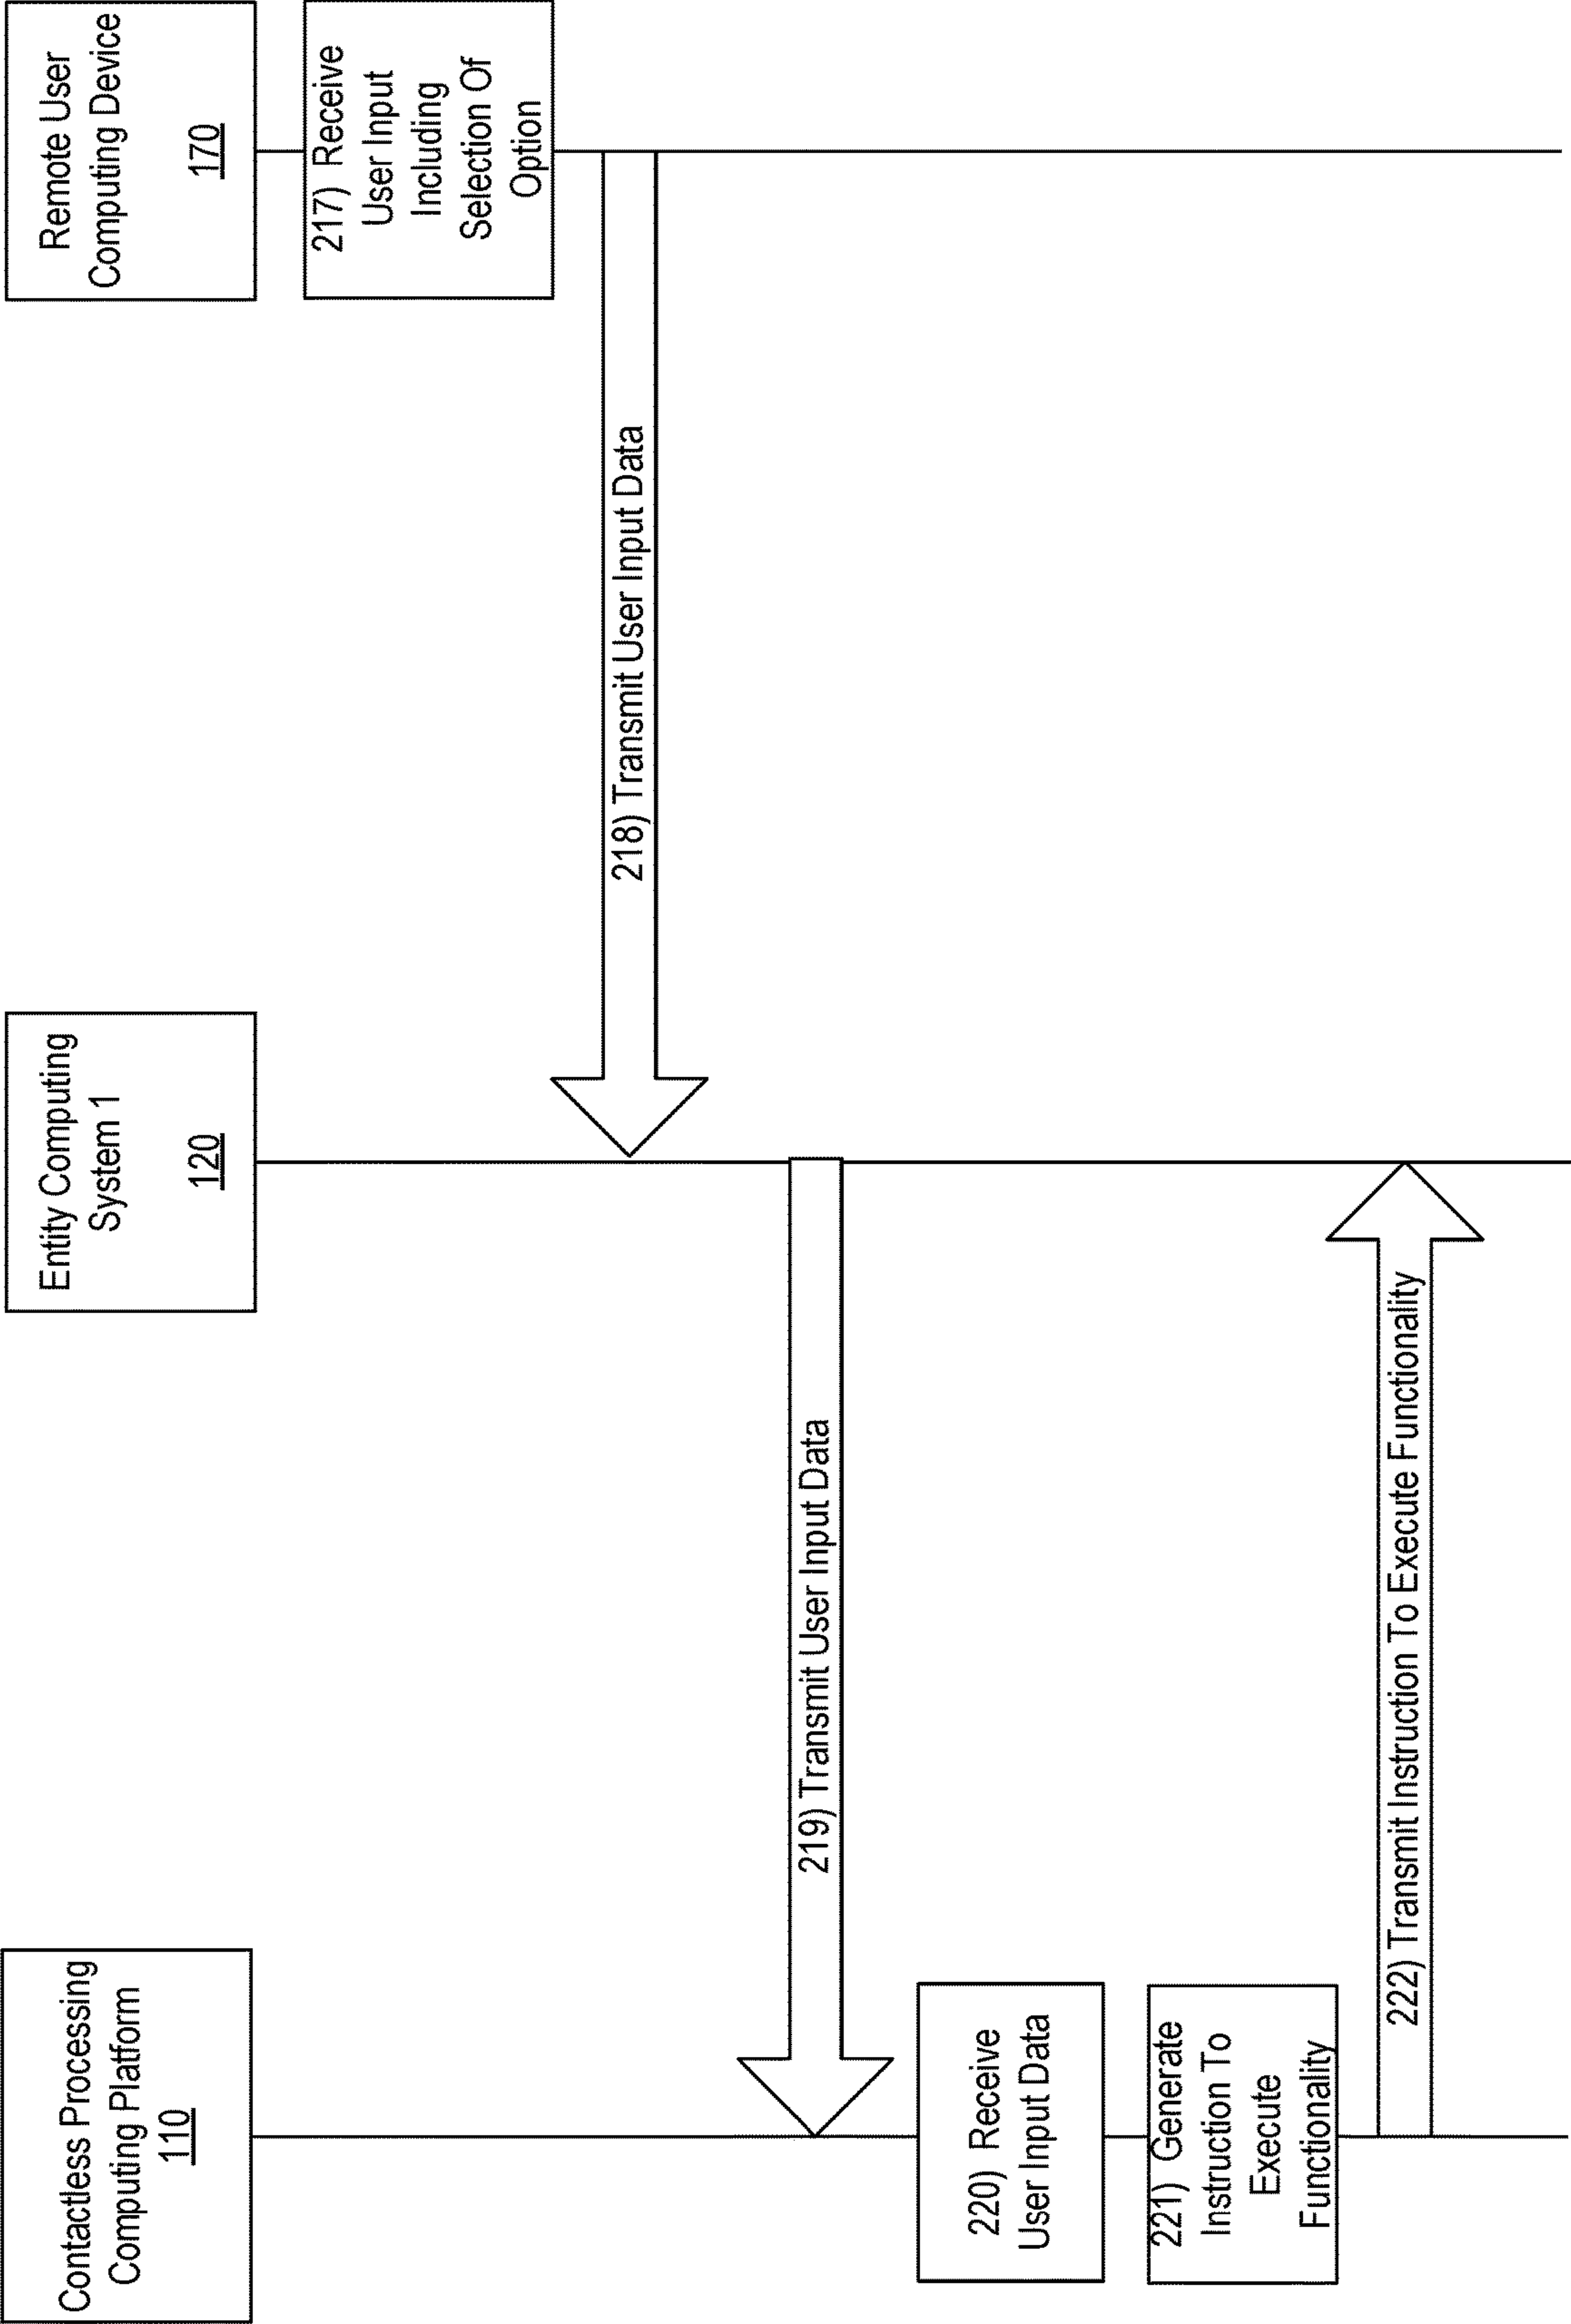 Contactless Processing
Computing Platform
110
Entity Computing
System 1
120
Remote User
Computing Device
170
217) Receive
User Input
Including
Selection Of
Option
218) Transmit User Input Data
219) Transmit User Input Data
220) Receive
User Input Data
221) Generate
Instruction To
Execute
Functionality
222) Transmit Instruction To Execute Functionality